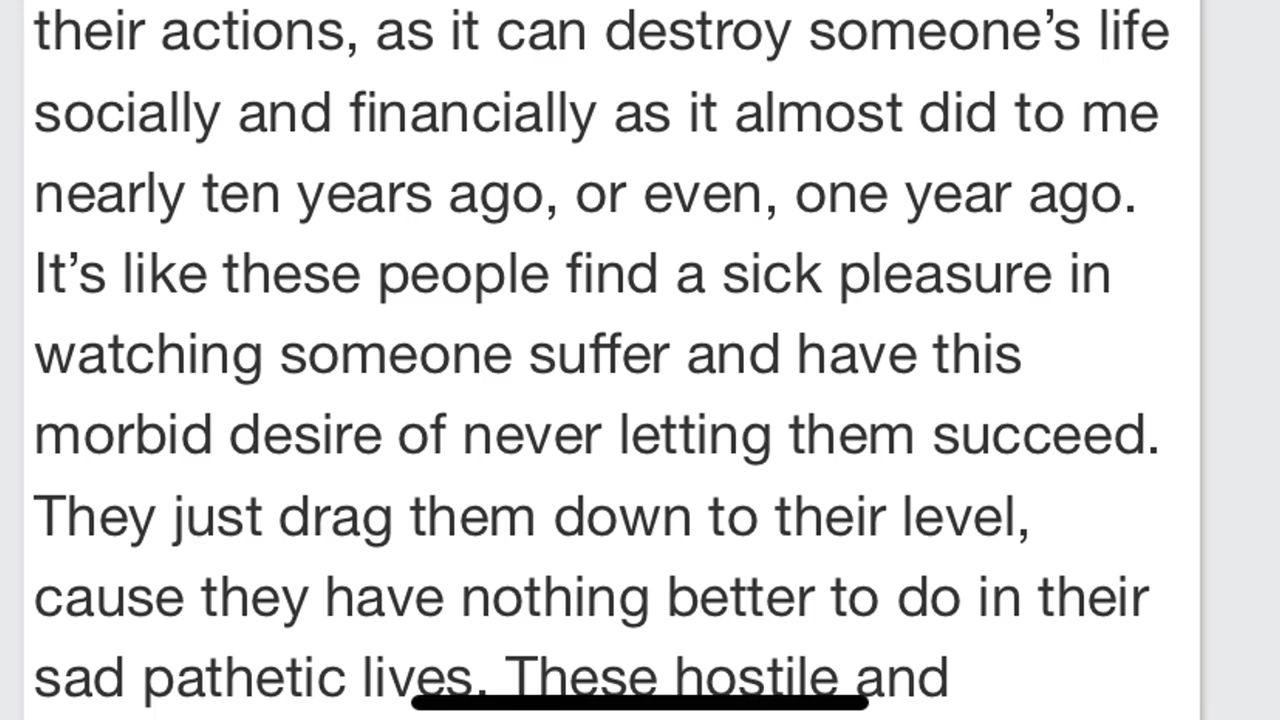 their actions, as it can destroy someone’s life
socially and financially as it almost did to me
nearly ten years ago, or even, one year ago.
It’s like these people find a sick pleasure in
watching someone suffer and have this
morbid desire of never letting them succeed.
They just drag them down to their level,
cause they have nothing better to do in their
sad pathetic lives. These hostile and